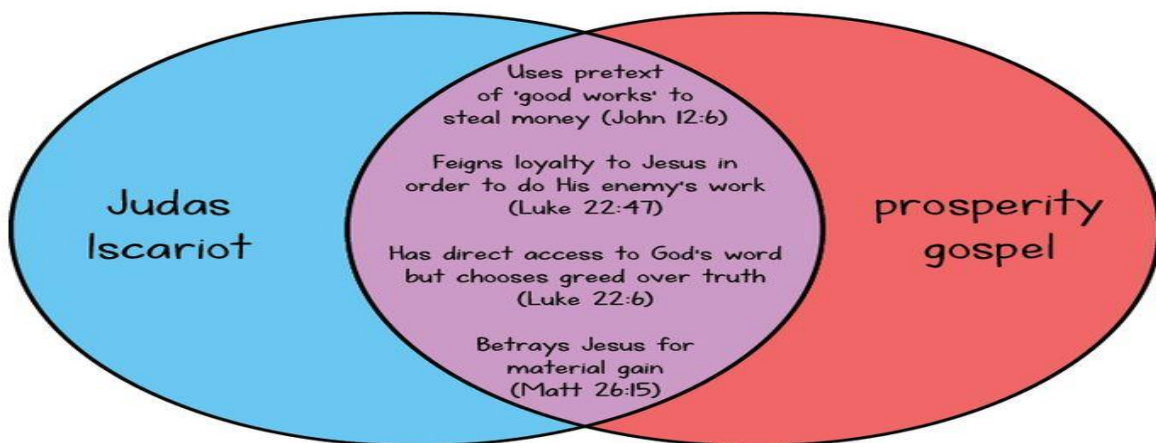 Judas
Iscariot
Uses pretext
of 'good works' to
steal money (John 12:6)
Feigns loyalty to Jesus in
order to do His enemy's work
(Luke 22:47)
Has direct access to God's word
but chooses greed over truth
(Luke 22:6)
Betrays Jesus for
material gain
(Matt 26:15)
prosperity
gospel